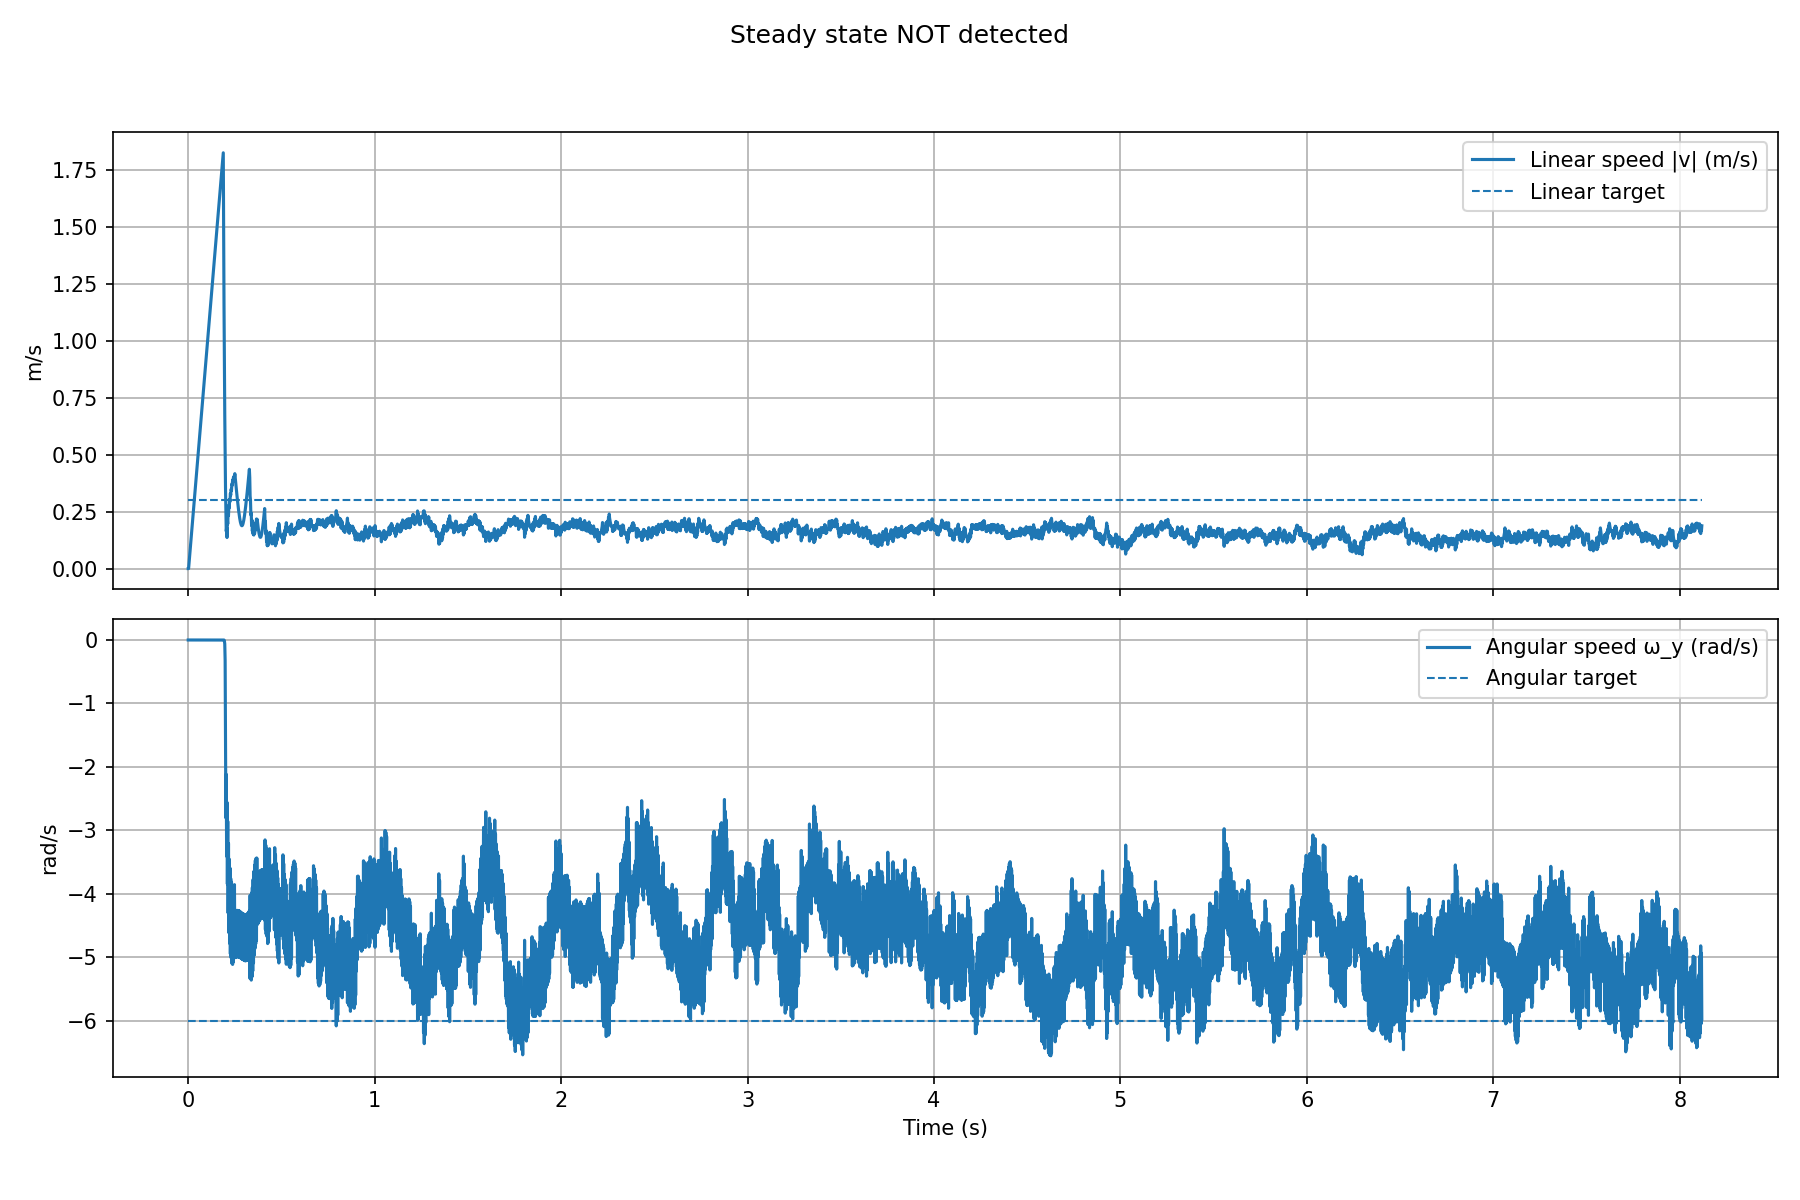 Steady state NOT detected
1.75
1.50
1.25
1.00
0.75
0.50
0.25
0.00
m/s
Linear speed |v| (m/s)
Linear target
0
−1
−2
−3
−4
−5
−6
rad/s
Angular speed ω_y (rad/s)
Angular target
0 1 2 3 4 5 6 7 8
Time (s)